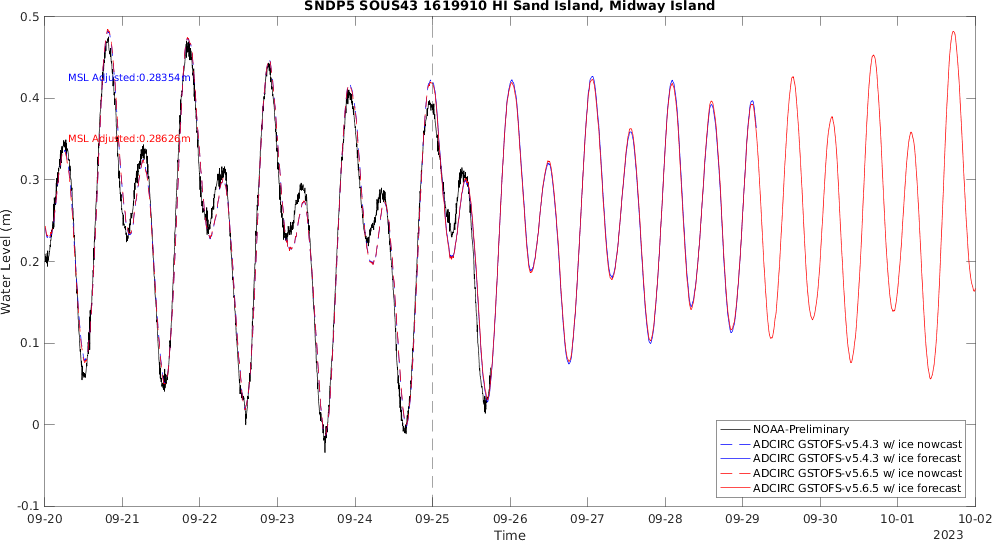 SNDP5 SOUS43 1619910 HI Sand Island, Midway Island
0.5
MSL Adjusted:0.28354m
0.4
MSL Adjusted:0.28626m
0.3
Water Level (m)
0.2
0.1
0
-0.1
NOAA-Preliminary
ADCIRC GSTOFS-v5.4.3 w/ ice nowcast
ADCIRC GSTOFS-v5.4.3 w/ ice forecast
ADCIRC GSTOFS-v5.6.5 w/ ice nowcast
ADCIRC GSTOFS-v5.6.5 w/ ice forecast
09-20 09-21 09-22 09-23 09-24 09-25 09-26 09-27 09-28 09-29 09-30 10-01 10-02
Time
2023